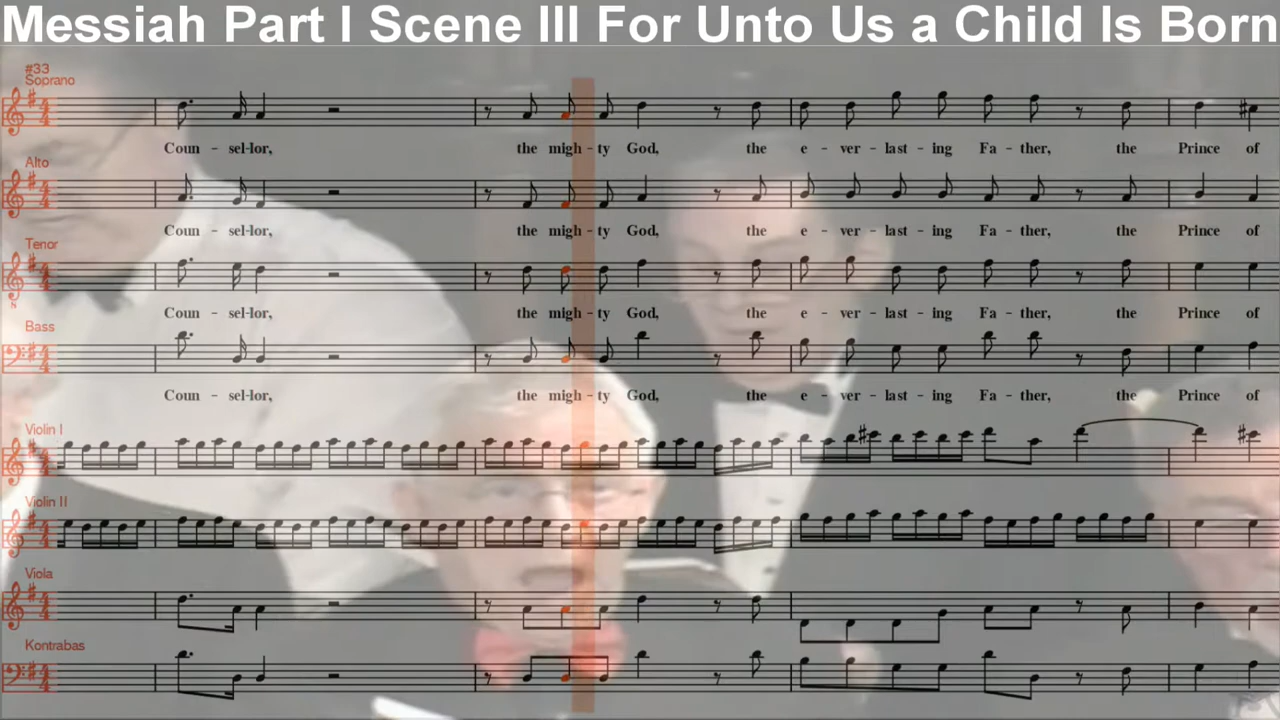 Messiah Part I Scene III For Unto Us a Child Is Born
#33
Soprano
Coun - sel-lor, the migh - ty God, the e - ver - last - ing Fa - ther, the Prince of
Alto
Coun - sel-lor, the migh - ty God, the e - ver - last - ing Fa - ther, the Prince of
Tenor
8
Coun - sel-lor, the migh - ty God, the e - ver - last - ing Fa - ther, the Prince of
Bass
Coun - sel-lor, the migh - ty God, the e - ver - last - ing Fa - ther, the Prince of
Violin I
Violin II
Viola
Kontrabas